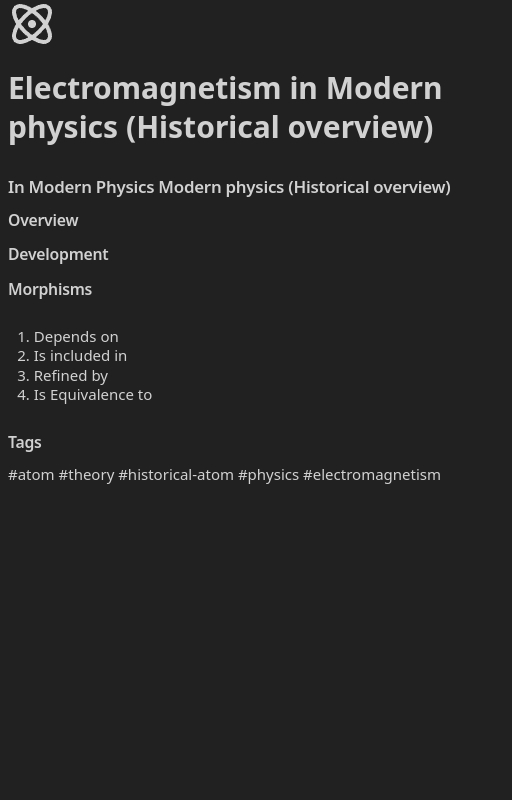 Electromagnetism in Modern
physics (Historical overview)
In Modern Physics Modern physics (Historical overview)
Overview
Development
Morphisms
1. Depends on
2. Is included in
3. Refined by
4. Is Equivalence to
Tags
#atom #theory #historical-atom #physics #electromagnetism